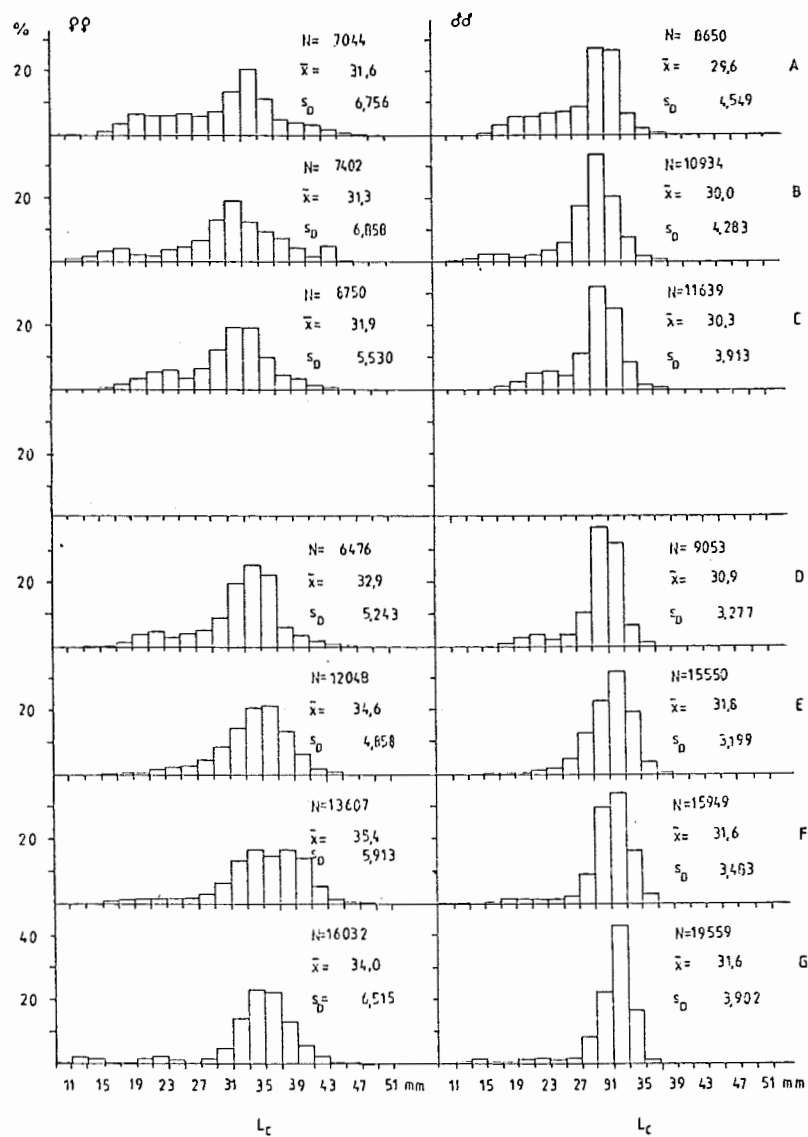 % ♀♀ ♂♂
N= 7044 N= 8650
20 x̄= 31,6 x̄= 29,6 A
S_D 6,756 S_D 4,549
N= 7402 N=10934
20 x̄= 31,3 x̄= 30,0 B
S_D 6,858 S_D 4,283
N= 6750 N=11639
20 x̄= 31,9 x̄= 30,3 C
S_D 5,530 S_D 3,913
20
N= 6476 N= 9053
20 x̄= 32,9 x̄= 30,9 D
S_D 5,243 S_D 3,277
N=12048 N=15550
20 x̄= 34,6 x̄= 31,8 E
S_D 4,858 S_D 3,199
N=13607 N=15949
20 x̄= 35,4 x̄= 31,6 F
S_D 5,913 S_D 3,483
40 N=16032 N=19559
x̄= 34,0 x̄= 31,6 G
20 S_D= 6,515 S_D 3,902
11 15 19 23 27 31 35 39 43 47 51 mm 11 15 19 23 27 31 35 39 43 47 51 mm
L_C L_C